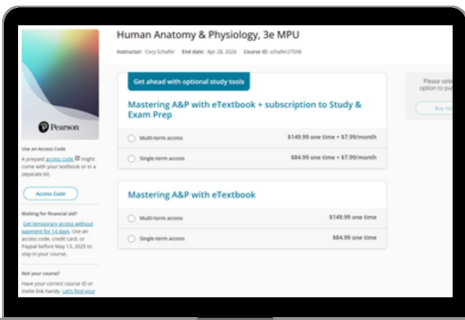 Human Anatomy & Physiology, 3e MPU
Instructor: Cory Schafer End date: Apr 28, 2026 Course ID: schafer27598
Pearson
Use an Access Code
A prepaid access code might
come with your textbook or in a
separate kit.
Access Code
Waiting for financial aid?
Get temporary access without
payment for 14 days. Use an
access code, credit card, or
Paypal before May 13, 2025 to
stay in your course.
Not your course?
Have your correct course ID or
invite link handy. Let's find your
Get ahead with optional study tools
Mastering A&P with eTextbook + subscription to Study &
Exam Prep
Multi-term access $149.99 one time + $7.99/month
Single-term access $84.99 one time + $7.99/month
Mastering A&P with eTextbook
Multi-term access $149.99 one time
Single-term access $84.99 one time
Please sele
option to pu
Buy no